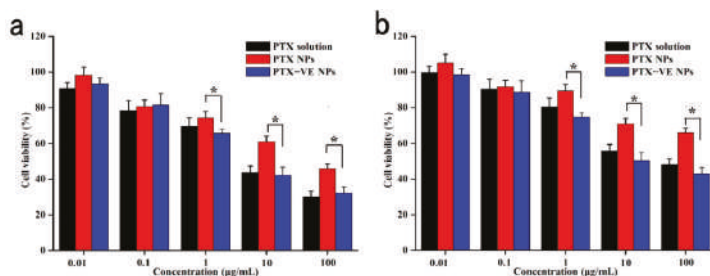 a
120
100
80
60
40
20
0
Cell viability (%)
PTX solution
PTX NPs
PTX-VE NPs
*
*
*
0.01 0.1 1 10 100
Concentration (μg/mL)
b
120
100
80
60
40
20
0
Cell viability (%)
PTX solution
PTX NPs
PTX-VE NPs
*
*
*
0.01 0.1 1 10 100
Concentration (μg/mL)